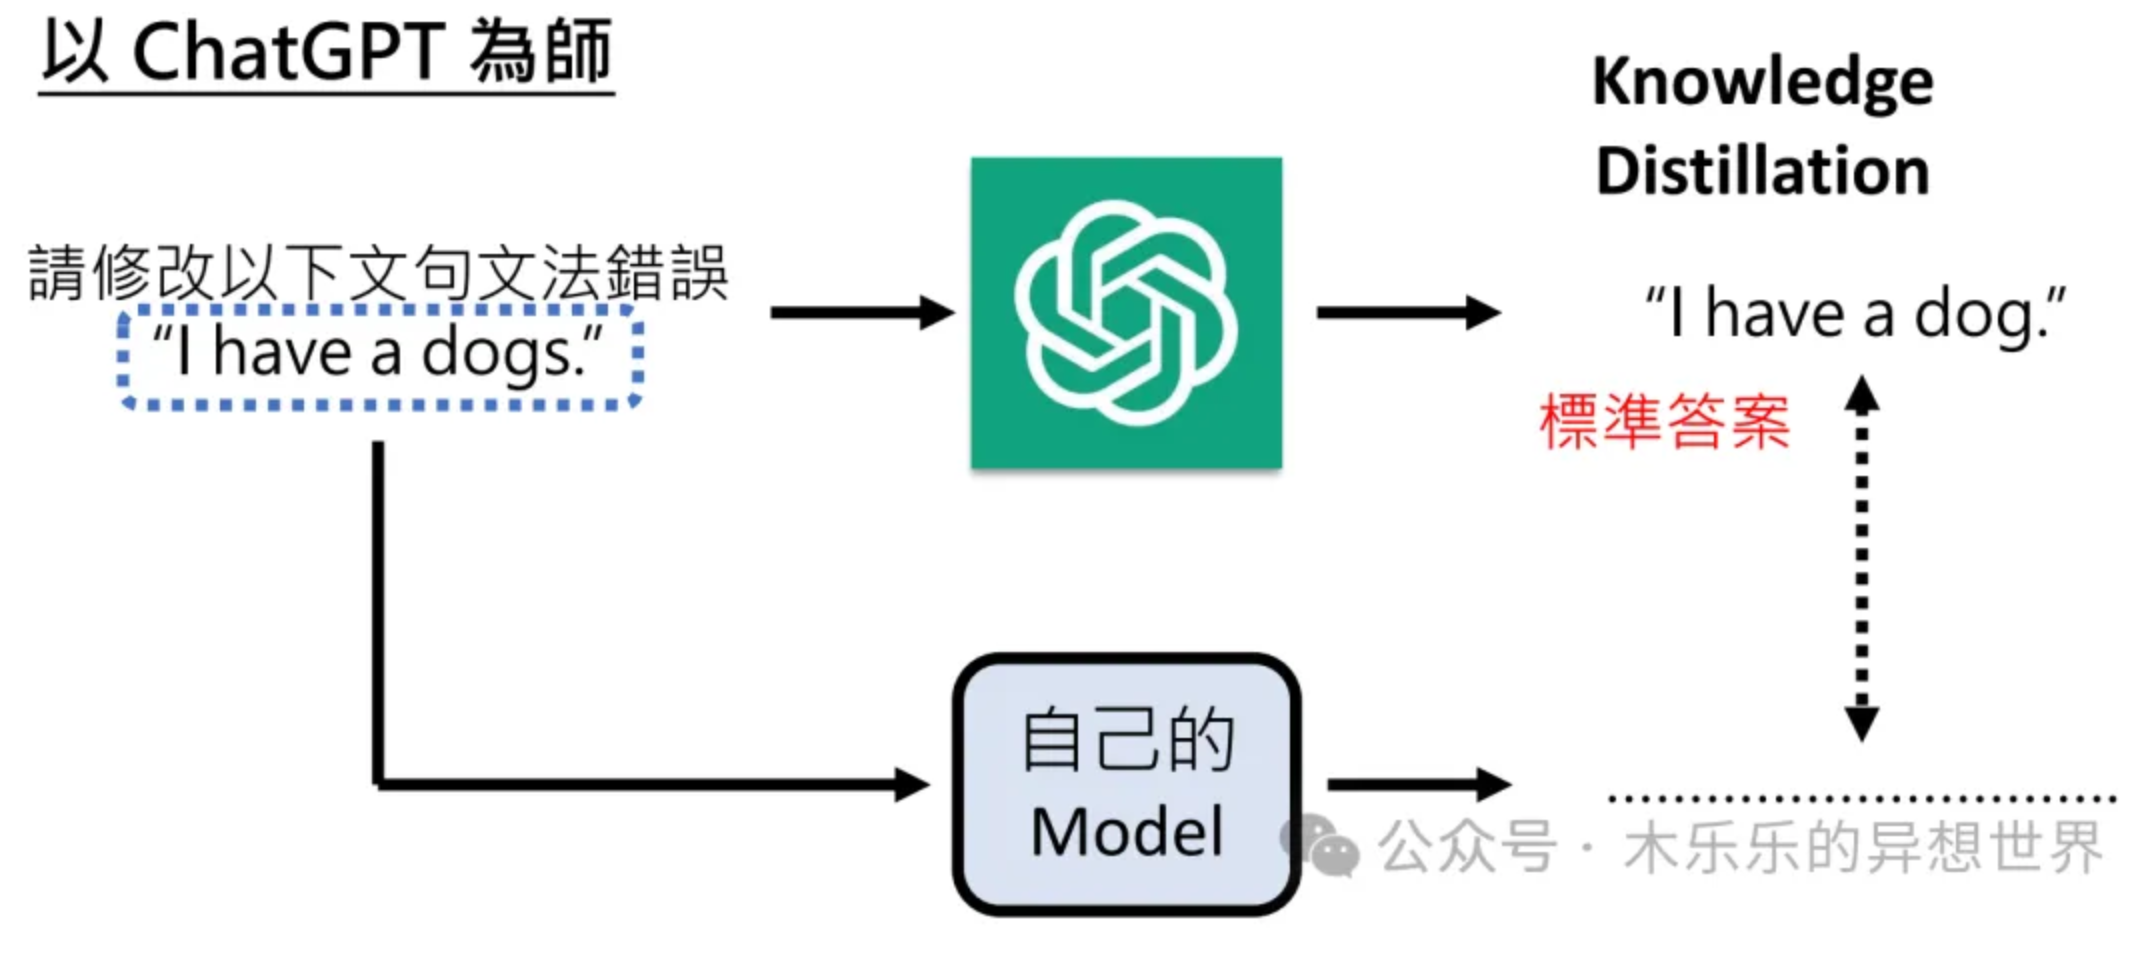 以 ChatGPT 為師
Knowledge
Distillation
請修改以下文句文法錯誤
“I have a dogs.”
“I have a dog.”
標準答案
自己的
Model
公众号 · 木乐乐的异想世界